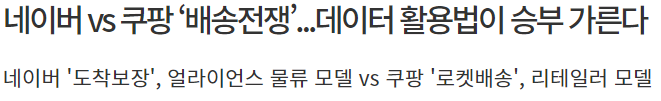 네이버 vs 쿠팡 ‘배송전쟁’...데이터 활용법이 승부 가른다
네이버 '도착보장', 얼라이언스 물류 모델 vs 쿠팡 '로켓배송', 리테일러 모델